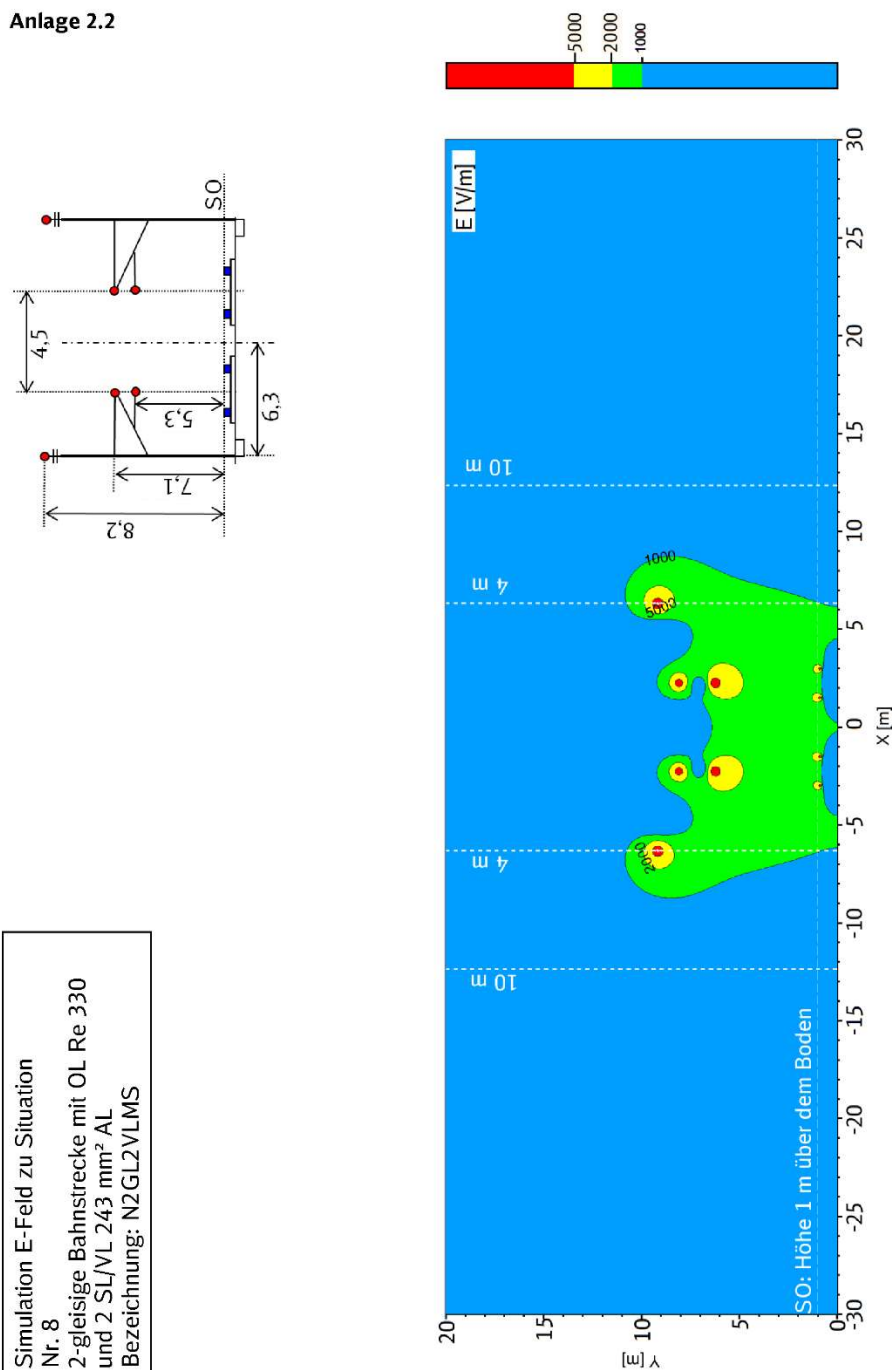 Anlage 2.2
Simulation E-Feld zu Situation
Nr. 8
2-gleisige Bahnstrecke mit OL Re 330
und 2 SL/VL 243 mm² AL
Bezeichnung: N2GL2VLMS
4,5
SO
5,3
6,3
7,1
8,2
5000
2000
1000
E [V/m]
10 m
4 m
4 m
10 m
1000
5000
2000
SO: Höhe 1 m über dem Boden
20
15
10
5
0
Y [m]
-30
-25
-20
-15
-10
-5
0
5
10
15
20
25
30
X [m]